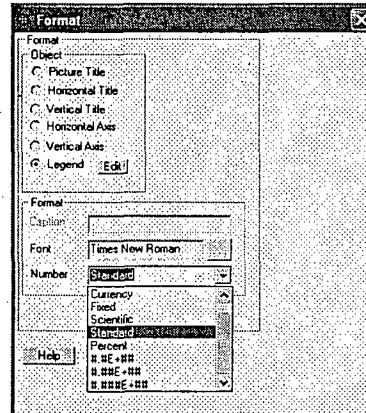 Format
Format
Object
Picture Title
Horizontal Title
Vertical Title
Horizontal Axis
Vertical Axis
Legend Edit
Format
Caption
Font Times New Roman
Number Standard
Currency
Fixed
Scientific
Standard
Percent
#.#E+##
#.##E+##
#.###E+##
Help